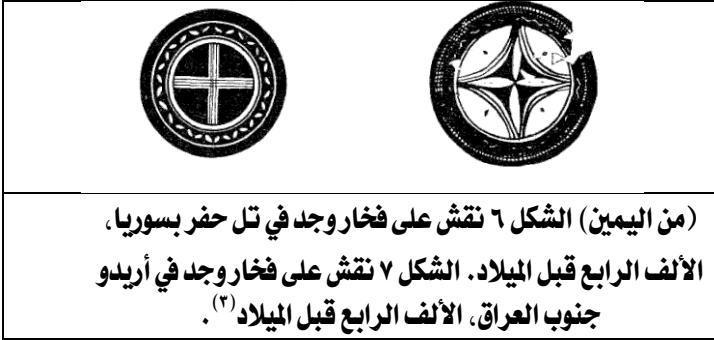 (من اليمين) الشكل ٦ نقش على فخار وجد في تل حفر بسوريا،
الألف الرابع قبل الميلاد. الشكل ٧ نقش على فخار وجد في أريدو
جنوب العراق، الألف الرابع قبل الميلاد(٣).